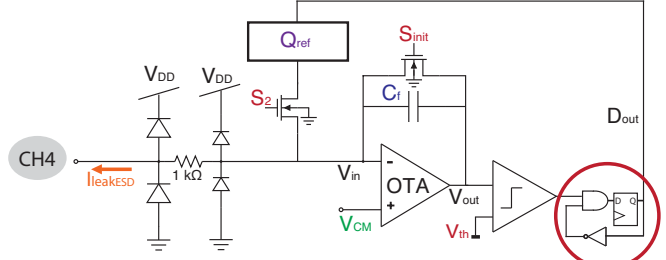 Qref
Sinit
VDD
VDD
S2
Cf
Dout
CH4
1 kΩ
IleakESD
Vin
-
OTA
+
Vout
VCM
Vth
D Q